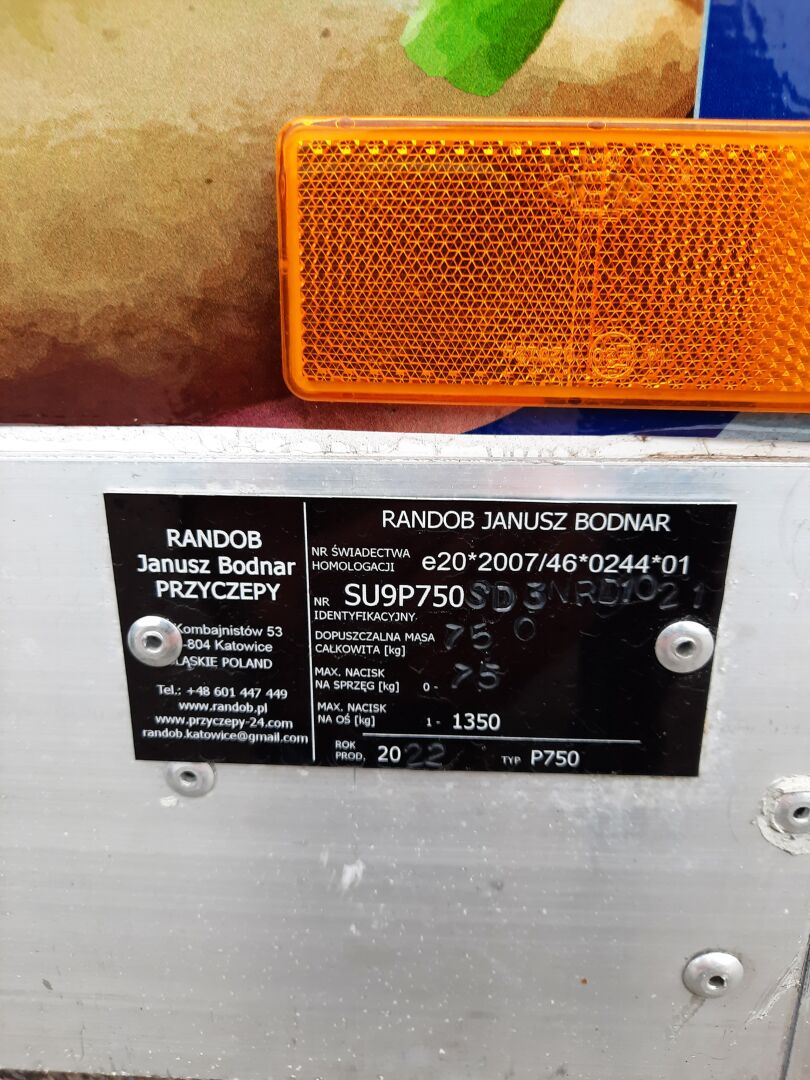 RANDOB
Janusz Bodnar
PRZYCZEPY
Kombajnistów 53
-804 Katowice
LĄSKIE POLAND
Tel.: +48 601 447 449
www.randob.pl
www.przyczepy-24.com
randob.katowice@gmail.com
RANDOB JANUSZ BODNAR
NR ŚWIADECTWA HOMOLOGACJI e20*2007/46*0244*01
NR IDENTYFIKACYJNY SU9P750SD3NRD1021
DOPUSZCZALNA MASA CAŁKOWITA [kg] 750
MAX. NACISK NA SPRZĘG [kg] 0- 75
MAX. NACISK NA OŚ [kg] 1- 1350
ROK PROD. 2022 TYP P750